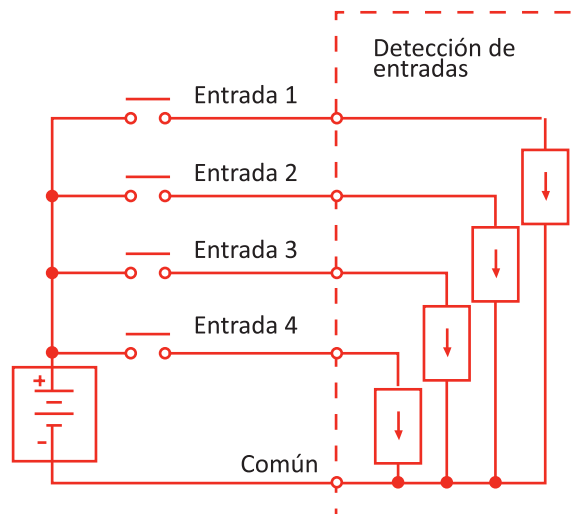 Detección de
entradas
Entrada 1
Entrada 2
Entrada 3
Entrada 4
+
-
Común